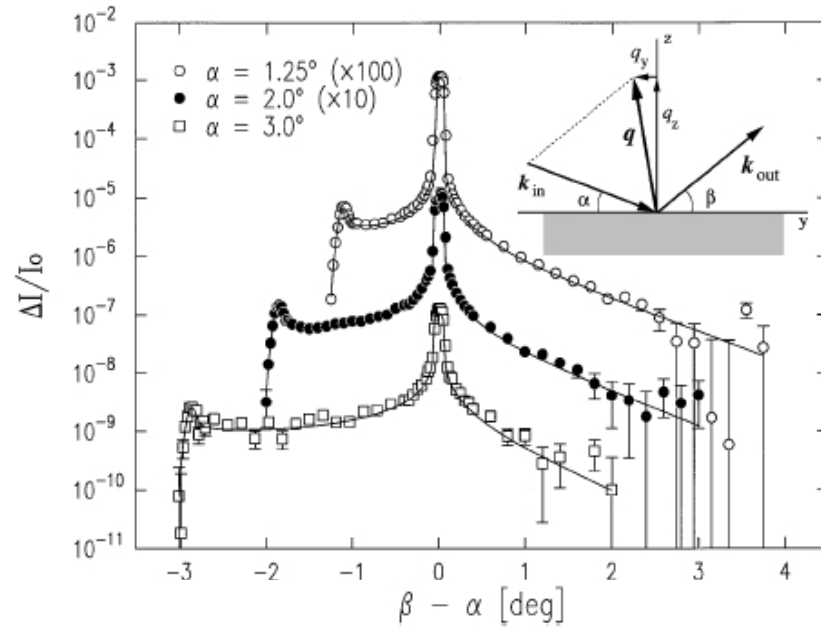 10⁻²
10⁻³
10⁻⁴
10⁻⁵
10⁻⁶
10⁻⁷
10⁻⁸
10⁻⁹
10⁻¹⁰
10⁻¹¹
ΔI/I₀
○ α = 1.25° (×100)
● α = 2.0° (×10)
□ α = 3.0°
z
q_y
q_z
q
k_in
k_out
α
β
y
−3 −2 −1 0 1 2 3 4
β − α [deg]